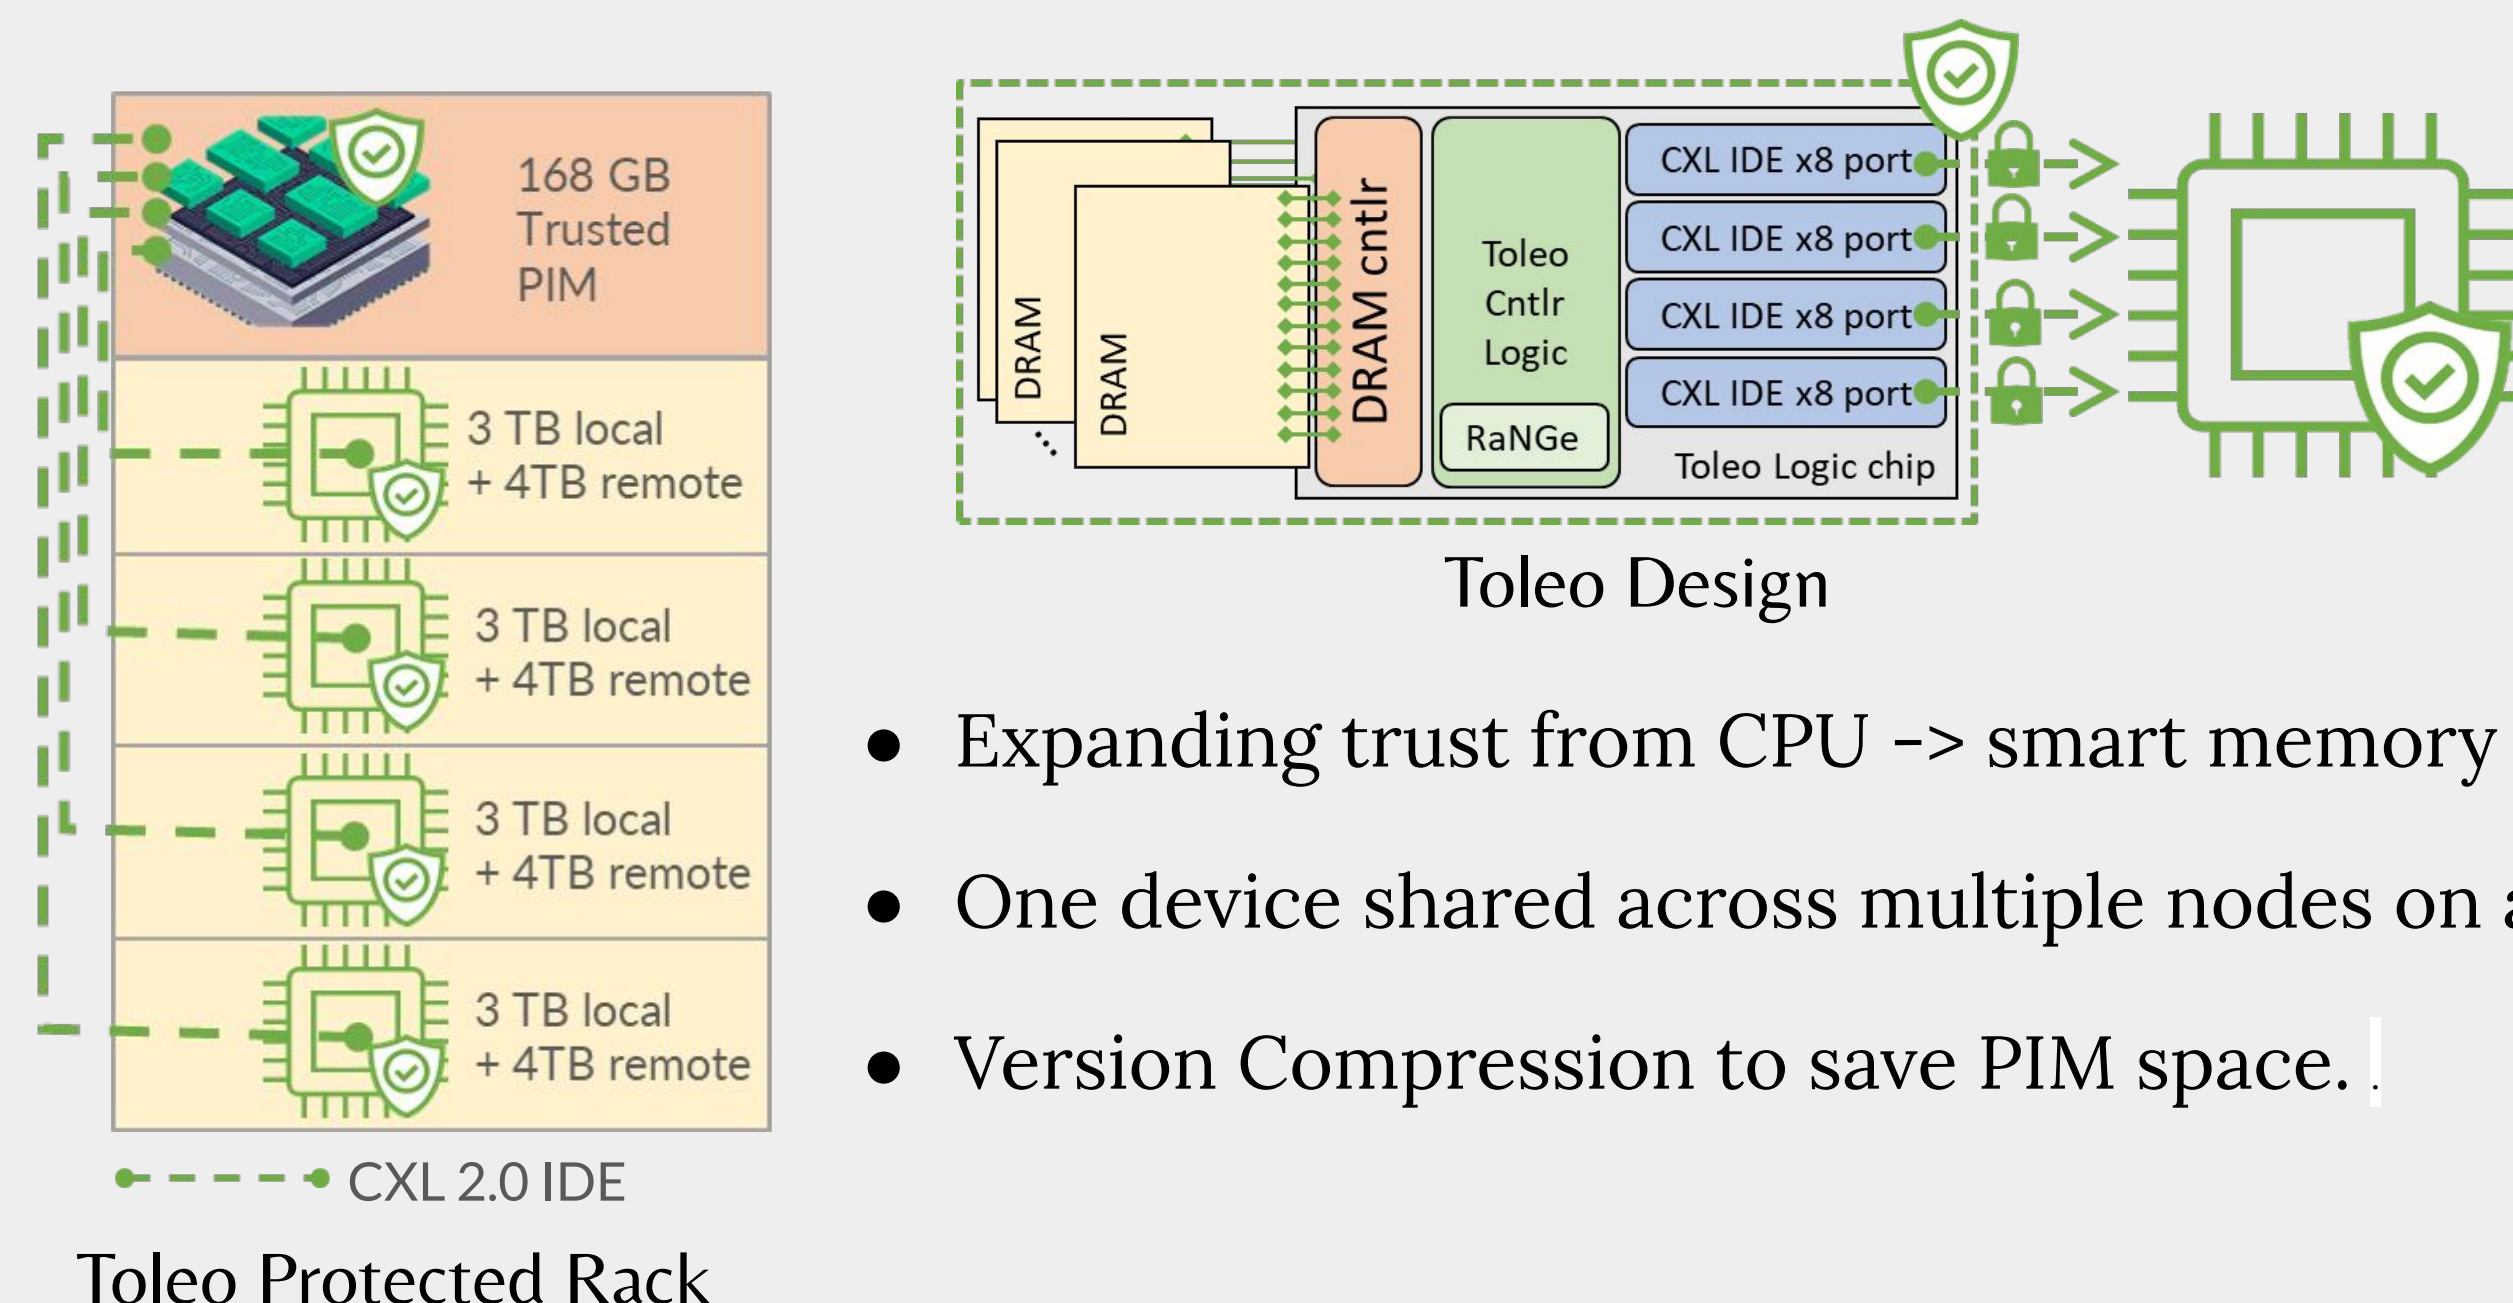 168 GB
Trusted
PIM
3 TB local
+ 4TB remote
3 TB local
+ 4TB remote
3 TB local
+ 4TB remote
3 TB local
+ 4TB remote
CXL 2.0 IDE
Toleo Protected Rack
DRAM
DRAM
DRAM cntlr
Toleo
Cntlr
Logic
RaNGe
CXL IDE x8 port
CXL IDE x8 port
CXL IDE x8 port
CXL IDE x8 port
Toleo Logic chip
Toleo Design
● Expanding trust from CPU -> smart memory
● One device shared across multiple nodes on a
● Version Compression to save PIM space. .